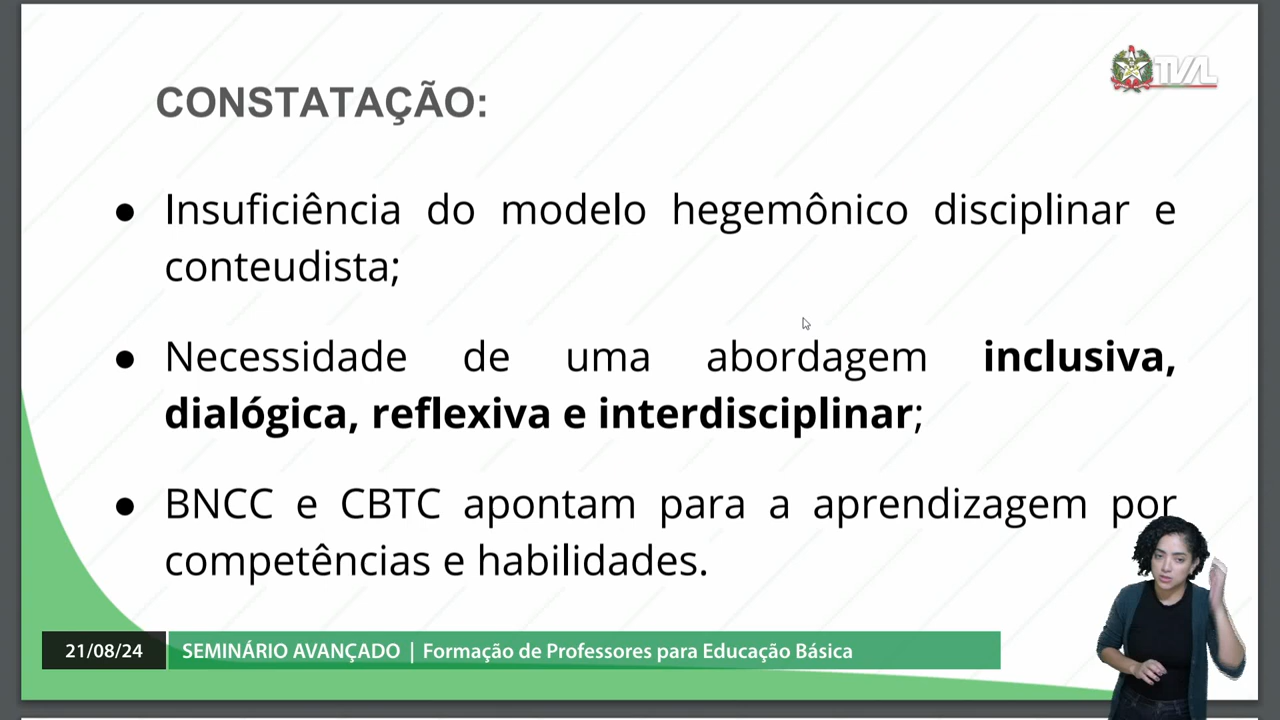 TVAL
CONSTATAÇÃO:
● Insuficiência do modelo hegemônico disciplinar e
conteudista;
● Necessidade de uma abordagem inclusiva,
dialógica, reflexiva e interdisciplinar;
● BNCC e CBTC apontam para a aprendizagem por
competências e habilidades.
21/08/24 SEMINÁRIO AVANÇADO | Formação de Professores para Educação Básica